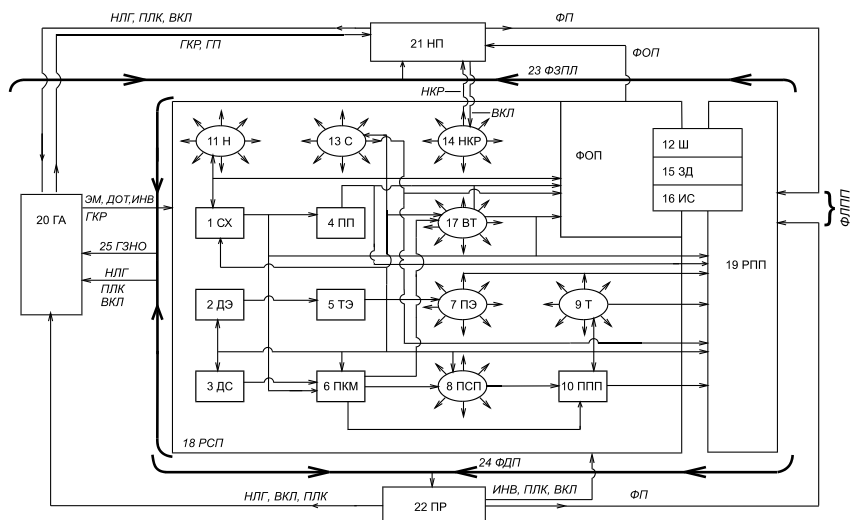 НЛГ, ПЛК, ВКЛ
ФП
21 НП
ГКР, ГП
ФОП
23 ФЗПЛ
НКР
ВКЛ
11 Н
13 С
14 НКР
ФОП
12 Ш
15 ЗД
16 ИС
20 ГА
ЭМ, ДОТ,ИНВ
ГКР
1 СХ
4 ПП
17 ВТ
ФЛПП
25 ГЗНО
19 РПП
НЛГ
ПЛК
ВКЛ
2 ДЭ
5 ТЭ
7 ПЭ
9 Т
3 ДС
6 ПКМ
8 ПСП
10 ППП
18 РСП
24 ФДП
НЛГ, ВКЛ, ПЛК
22 ПР
ИНВ, ПЛК, ВКЛ
ФП